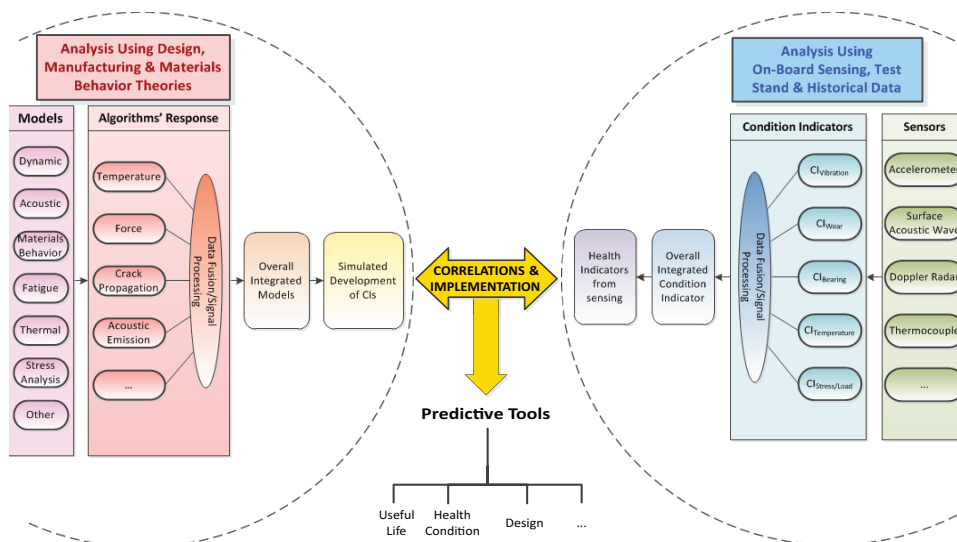 Analysis Using Design,
Manufacturing & Materials
Behavior Theories
Models
Dynamic
Acoustic
Materials
Behavior
Fatigue
Thermal
Stress
Analysis
Other
Algorithms' Response
Temperature
Force
Crack
Propagation
Acoustic
Emission
...
Data Fusion/Signal
Processing
Overall
Integrated
Models
Simulated
Development
of CIs
CORRELATIONS &
IMPLEMENTATION
Predictive Tools
Useful
Life
Health
Condition
Design
...
Analysis Using
On-Board Sensing, Test
Stand & Historical Data
Health
Indicators
from
sensing
Overall
Integrated
Condition
Indicator
Condition Indicators
Data Fusion/Signal
Processing
CIVibration
CIWear
CIBearing
CITemperature
CIStress/Load
Sensors
Accelerometer
Surface
Acoustic Wave
Doppler Radar
Thermocouple
...